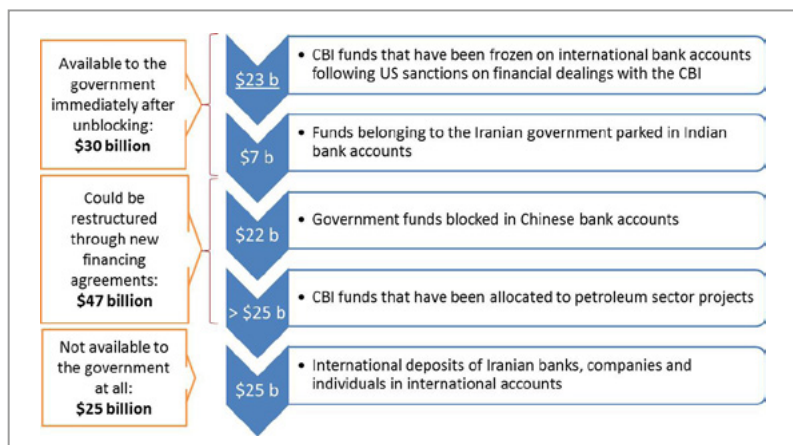 Available to the
government
immediately after
unblocking:
$30 billion
$23 b
• CBI funds that have been frozen on international bank accounts
following US sanctions on financial dealings with the CBI
$7 b
• Funds belonging to the Iranian government parked in Indian
bank accounts
Could be
restructured
through new
financing
agreements:
$47 billion
$22 b
• Government funds blocked in Chinese bank accounts
> $25 b
• CBI funds that have been allocated to petroleum sector projects
Not available to
the government
at all:
$25 billion
$25 b
• International deposits of Iranian banks, companies and
individuals in international accounts